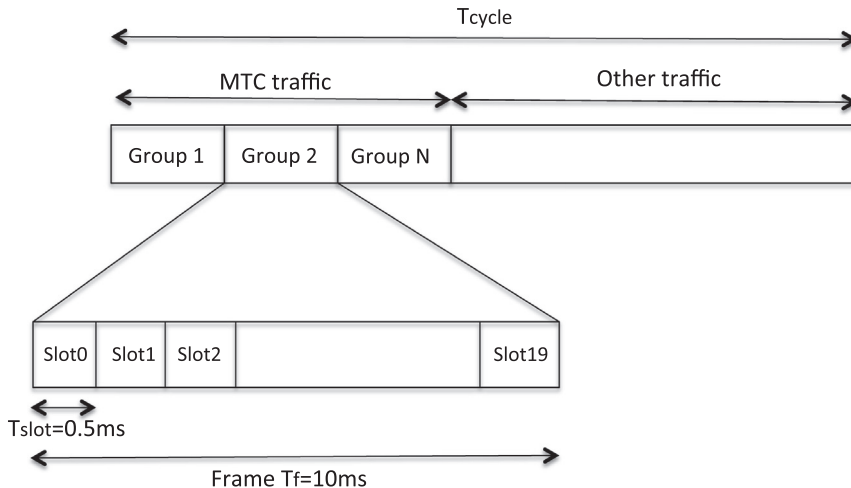 Tcycle
MTC traffic
Other traffic
Group 1
Group 2
Group N
Slot0
Slot1
Slot2
Slot19
Tslot=0.5ms
Frame Tf=10ms